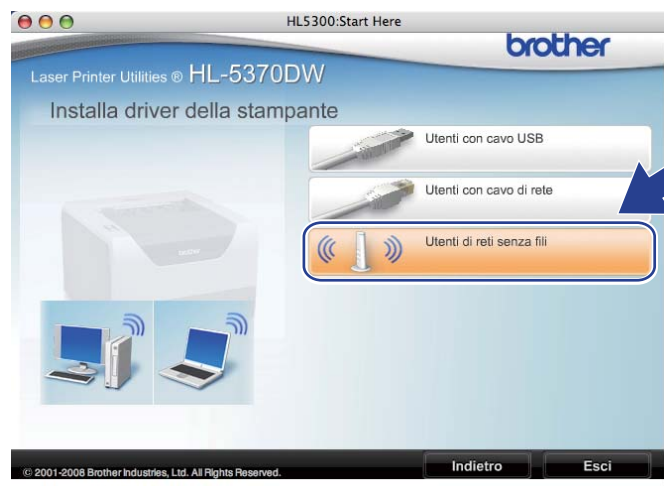 HL5300:Start Here
brother
Laser Printer Utilities ® HL-5370DW
Installa driver della stampante
Utenti con cavo USB
Utenti con cavo di rete
Utenti di reti senza fili
© 2001-2008 Brother Industries, Ltd. All Rights Reserved.
Indietro
Esci